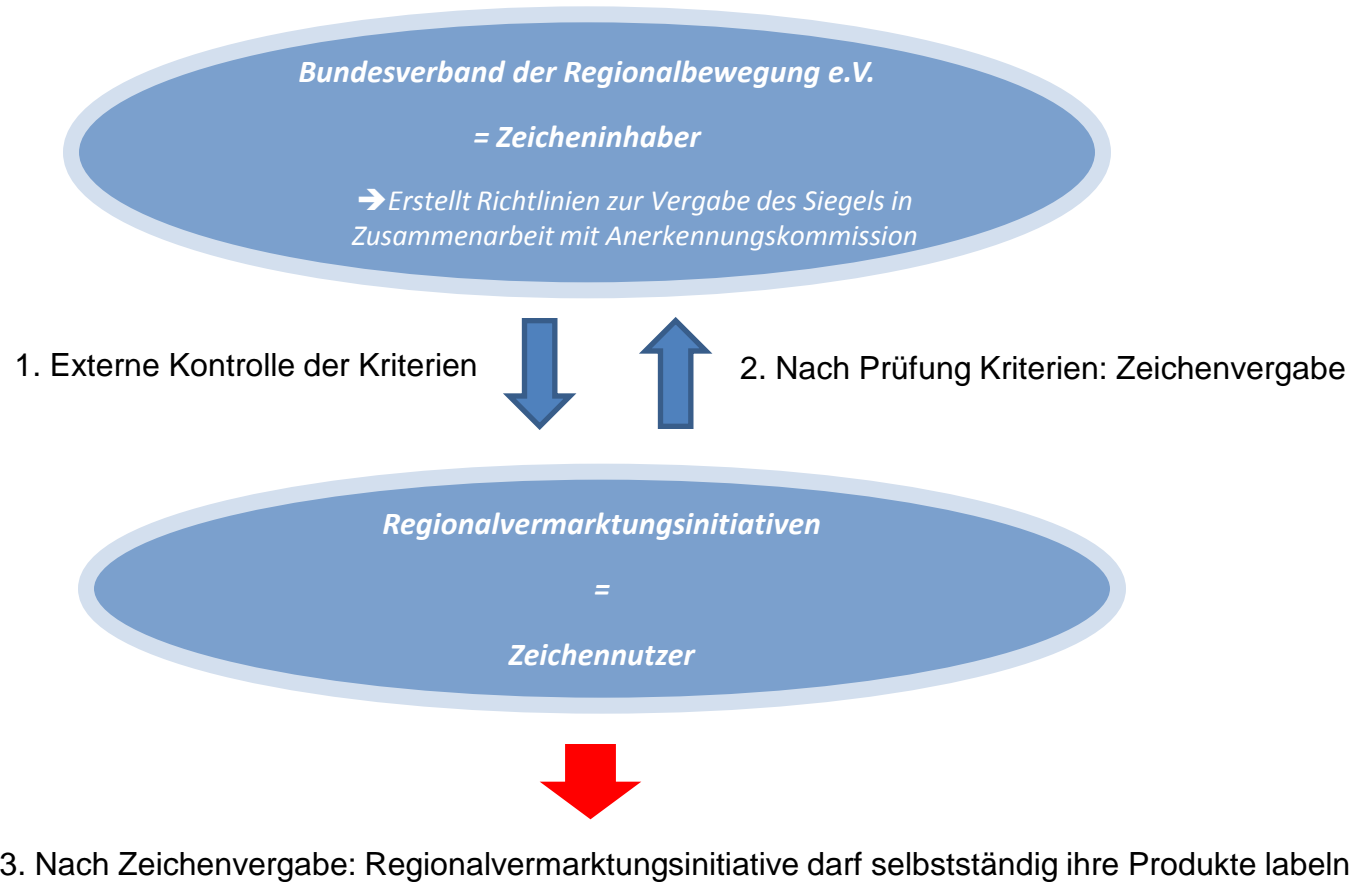 Bundesverband der Regionalbewegung e.V.
= Zeicheninhaber
➔Erstellt Richtlinien zur Vergabe des Siegels in
Zusammenarbeit mit Anerkennungskommission
1. Externe Kontrolle der Kriterien
2. Nach Prüfung Kriterien: Zeichenvergabe
Regionalvermarktungsinitiativen
=
Zeichennutzer
3. Nach Zeichenvergabe: Regionalvermarktungsinitiative darf selbstständig ihre Produkte labeln